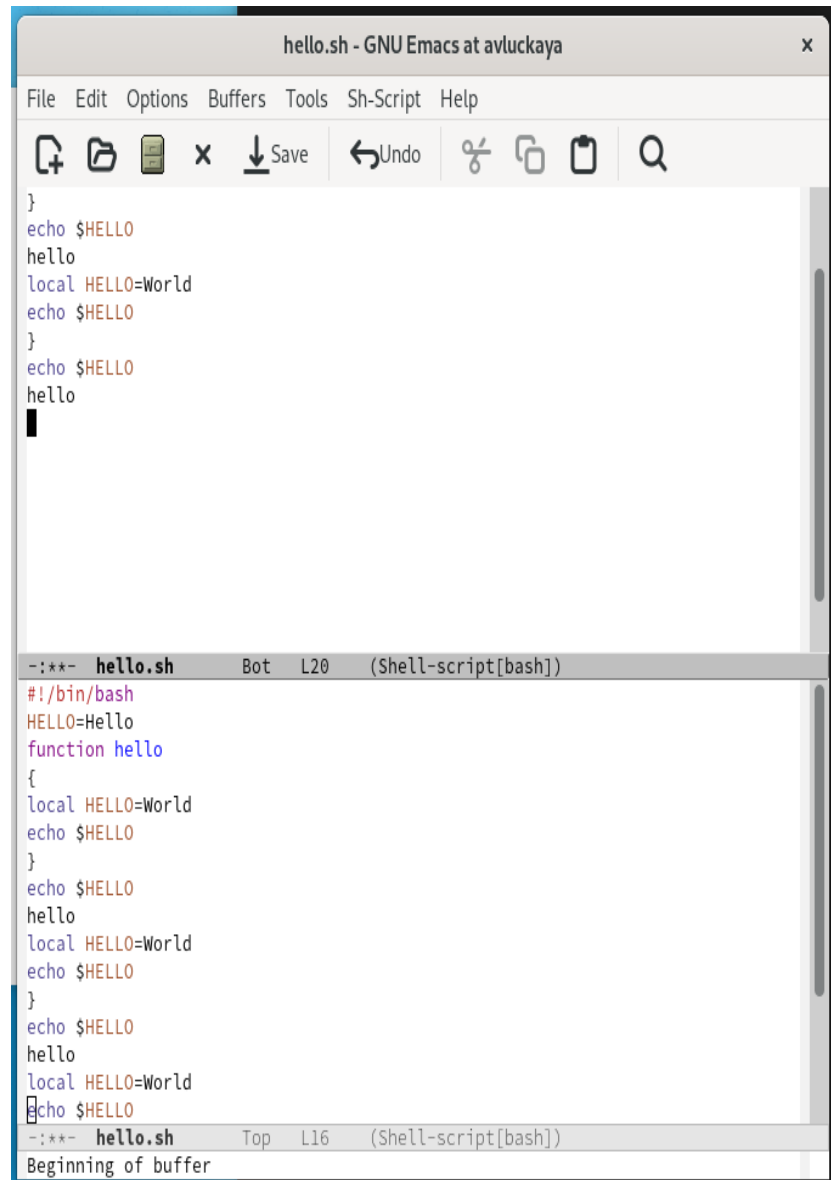 hello.sh - GNU Emacs at avluckaya x
File Edit Options Buffers Tools Sh-Script Help
Save Undo
}
echo $HELLO
hello
local HELLO=World
echo $HELLO
}
echo $HELLO
hello
-:**- hello.sh Bot L20 (Shell-script[bash])
#!/bin/bash
HELLO=Hello
function hello
{
local HELLO=World
echo $HELLO
}
echo $HELLO
hello
local HELLO=World
echo $HELLO
}
echo $HELLO
hello
local HELLO=World
echo $HELLO
-:**- hello.sh Top L16 (Shell-script[bash])
Beginning of buffer